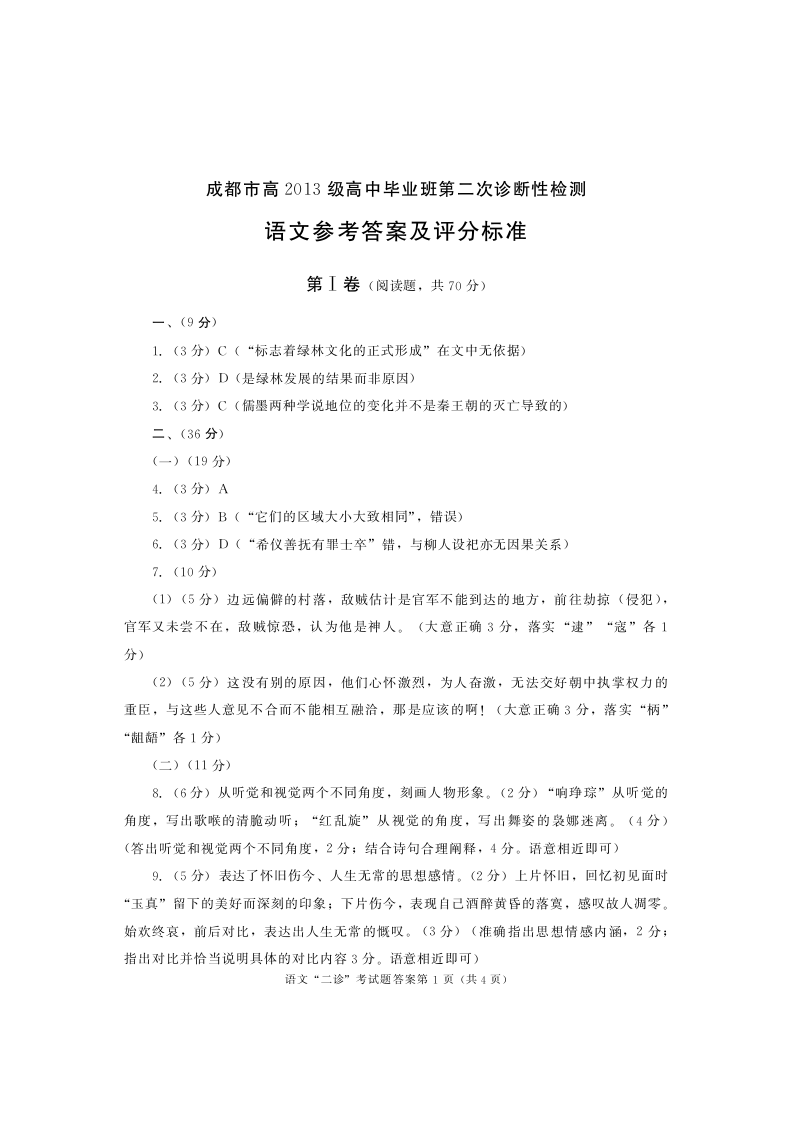 成都市高 2013 级高中毕业班第二次诊断性检测
语文参考答案及评分标准
第Ⅰ卷（阅读题，共 70 分）
一、（9 分）
1．（3 分）C（“标志着绿林文化的正式形成”在文中无依据）
2．（3 分）D（是绿林发展的结果而非原因）
3．（3 分）C（儒墨两种学说地位的变化并不是秦王朝的灭亡导致的）
二、（36 分）
（一）（19 分）
4．（3 分）A
5．（3 分）B（“它们的区域大小大致相同”，错误）
6．（3 分）D（“希仪善抚有罪士卒”错，与柳人设祀亦无因果关系）
7．（10 分）
（1）（5 分）边远偏僻的村落，敌贼估计是官军不能到达的地方，前往劫掠（侵犯），
官军又未尝不在，敌贼惊恐，认为他是神人。（大意正确 3 分，落实“逮”“寇”各 1
分）
（2）（5 分）这没有别的原因，他们心怀激烈，为人奋激，无法交好朝中执掌权力的
重臣，与这些人意见不合而不能相互融洽，那是应该的啊！（大意正确 3 分，落实“柄”
“龃龉”各 1 分）
（二）（11 分）
8．（6 分）从听觉和视觉两个不同角度，刻画人物形象。（2 分）“响琤琮”从听觉的
角度，写出歌喉的清脆动听；“红乱旋”从视觉的角度，写出舞姿的袅娜迷离。（4 分）
（答出听觉和视觉两个不同角度，2 分；结合诗句合理阐释，4 分。语意相近即可）
9．（5 分）表达了怀旧伤今、人生无常的思想感情。（2 分）上片怀旧，回忆初见面时
“玉真”留下的美好而深刻的印象；下片伤今，表现自己酒醉黄昏的落寞，感叹故人凋零。
始欢终哀，前后对比，表达出人生无常的慨叹。（3 分）（准确指出思想情感内涵，2 分；
指出对比并恰当说明具体的对比内容 3 分。语意相近即可）
语文“二诊”考试题答案第 1 页（共 4 页）